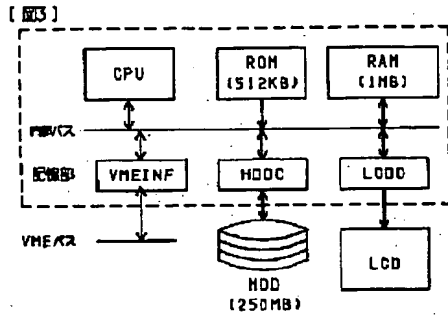 [図3]
CPU
ROM
(512KB)
RAM
(1MB)
内部バス
記録部
VMEINF
HDDC
LCDD
VMEバス
HDD
(250MB)
LCD